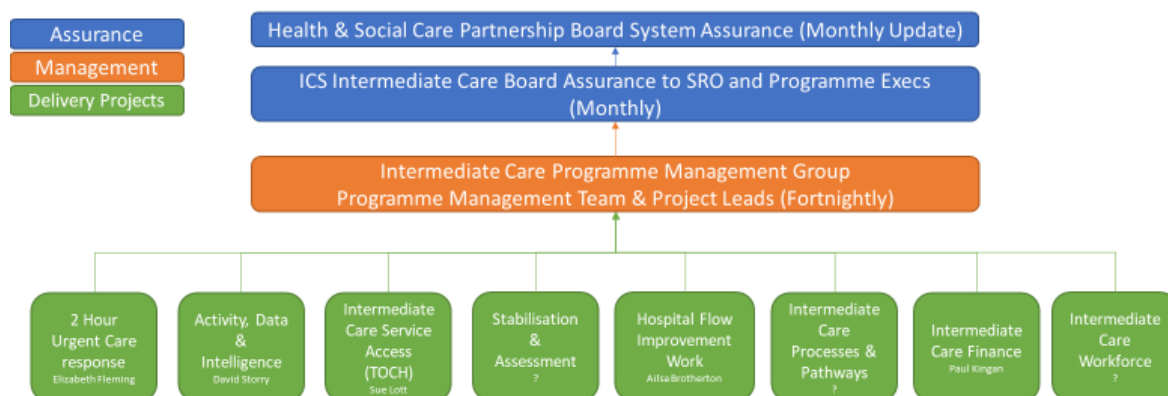 Assurance
Management
Delivery Projects
Health & Social Care Partnership Board System Assurance (Monthly Update)
ICS Intermediate Care Board Assurance to SRO and Programme Execs
(Monthly)
Intermediate Care Programme Management Group
Programme Management Team & Project Leads (Fortnightly)
2 Hour
Urgent Care
response
Elizabeth Fleming
Activity, Data
&
Intelligence
David Storry
Intermediate
Care Service
Access
(TOCH)
Sue Lott
Stabilisation
&
Assessment
?
Hospital Flow
Improvement
Work
Ailsa Brotherton
Intermediate
Care
Processes &
Pathways
?
Intermediate
Care Finance
Paul Kingan
Intermediate
Care
Workforce
?